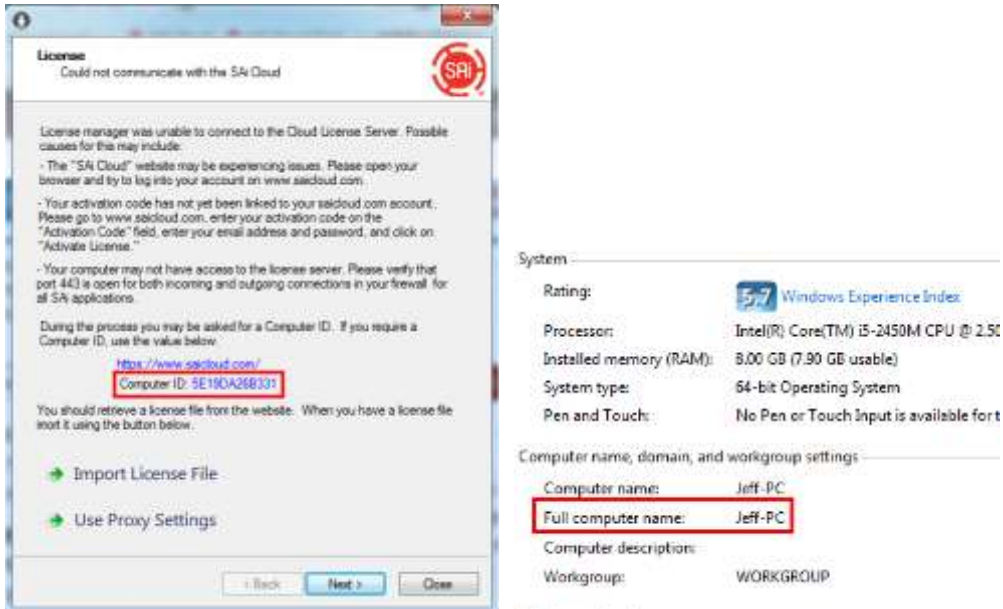 License
Could not communicate with the SAi Cloud
SAi
License manager was unable to connect to the Cloud License Server. Possible
causes for this may include:
- The "SAi Cloud" website may be experiencing issues. Please open your
browser and try to log into your account on www.saicloud.com.
- Your activation code has not yet been linked to your saicloud.com account.
Please go to www.saicloud.com, enter your activation code on the
"Activation Code" field, enter your email address and password, and click on
"Activate License."
- Your computer may not have access to the license server. Please verify that
port 443 is open for both incoming and outgoing connections in your firewall for
all SAi applications.
During the process you may be asked for a Computer ID. If you require a
Computer ID, use the value below.
https://www.saicloud.com/
Computer ID: 5E19DA26B331
You should retrieve a license file from the website. When you have a license file
mort it using the button below.
Import License File
Use Proxy Settings
< Back
Next >
Close
System
Rating:
5.7 Windows Experience Index
Processor:
Intel(R) Core(TM) i5-2450M CPU @ 2.50
Installed memory (RAM):
8.00 GB (7.90 GB usable)
System type:
64-bit Operating System
Pen and Touch:
No Pen or Touch Input is available for t
Computer name, domain, and workgroup settings
Computer name:
Jeff-PC
Full computer name:
Jeff-PC
Computer description:
Workgroup:
WORKGROUP